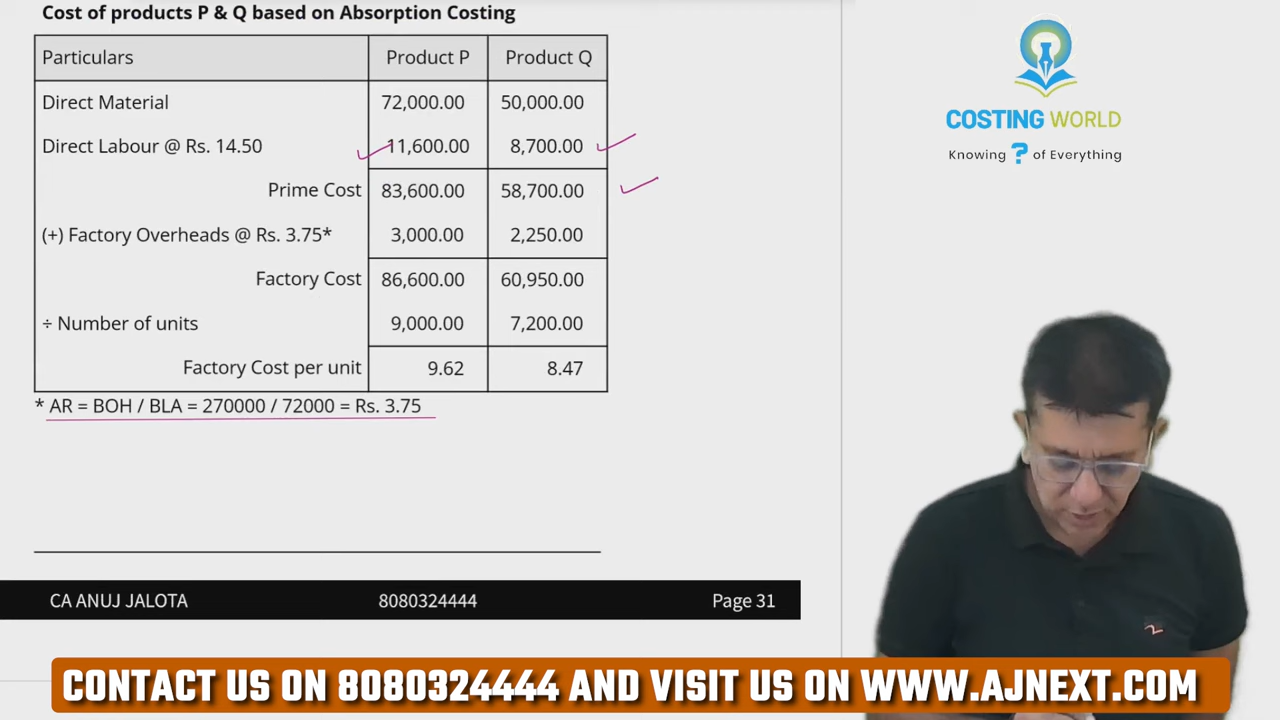 Cost of products P & Q based on Absorption Costing
Particulars Product P Product Q
Direct Material 72,000.00 50,000.00
Direct Labour @ Rs. 14.50 11,600.00 8,700.00
Prime Cost 83,600.00 58,700.00
(+) Factory Overheads @ Rs. 3.75* 3,000.00 2,250.00
Factory Cost 86,600.00 60,950.00
÷ Number of units 9,000.00 7,200.00
Factory Cost per unit 9.62 8.47
* AR = BOH / BLA = 270000 / 72000 = Rs. 3.75
CA ANUJ JALOTA 8080324444 Page 31
COSTING WORLD
Knowing ? of Everything
CONTACT US ON 8080324444 AND VISIT US ON WWW.AJNEXT.COM